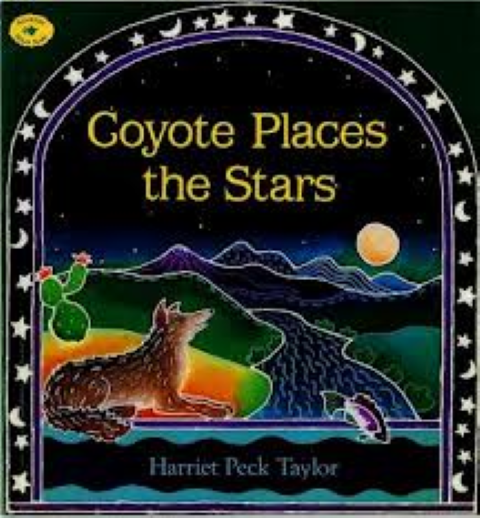 Coyote Places
the Stars
Harriet Peck Taylor